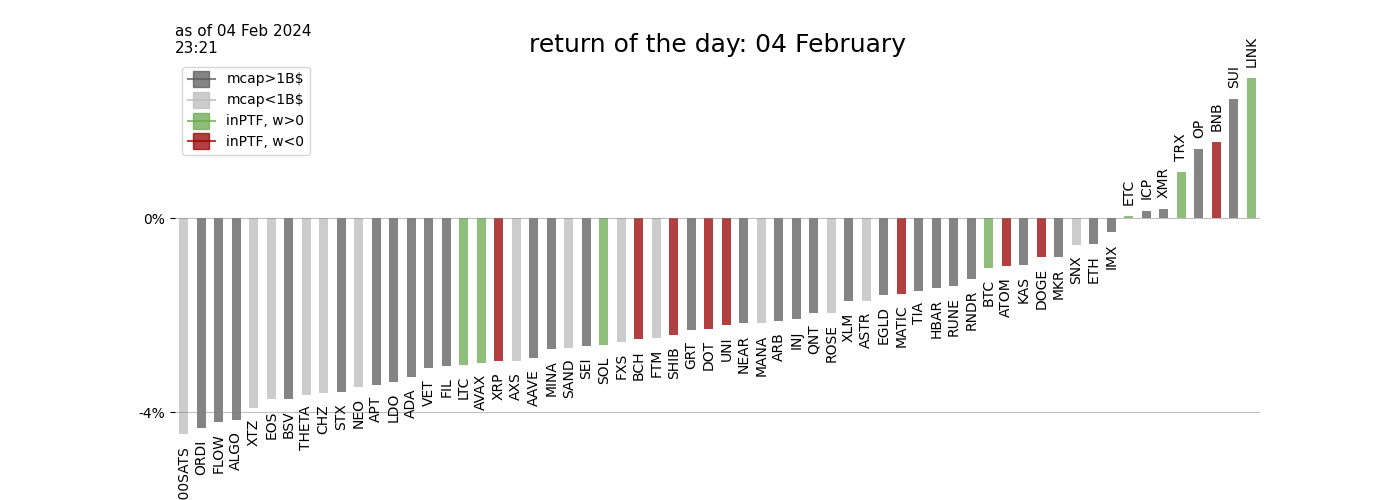 as of 04 Feb 2024
23:21
return of the day: 04 February
mcap>1B$
mcap<1B$
inPTF, w>0
inPTF, w<0
0%
-4%
00SATS
ORDI
FLOW
ALGO
XTZ
EOS
BSV
THETA
CHZ
STX
NEO
APT
LDO
ADA
VET
FIL
LTC
AVAX
XRP
AXS
AAVE
MINA
SAND
SEI
SOL
FXS
BCH
FTM
SHIB
GRT
DOT
UNI
NEAR
MANA
ARB
INJ
QNT
ROSE
XLM
ASTR
EGLD
MATIC
TIA
HBAR
RUNE
RNDR
BTC
ATOM
KAS
DOGE
MKR
SNX
ETH
IMX
ETC
ICP
XMR
TRX
OP
BNB
SUI
LINK